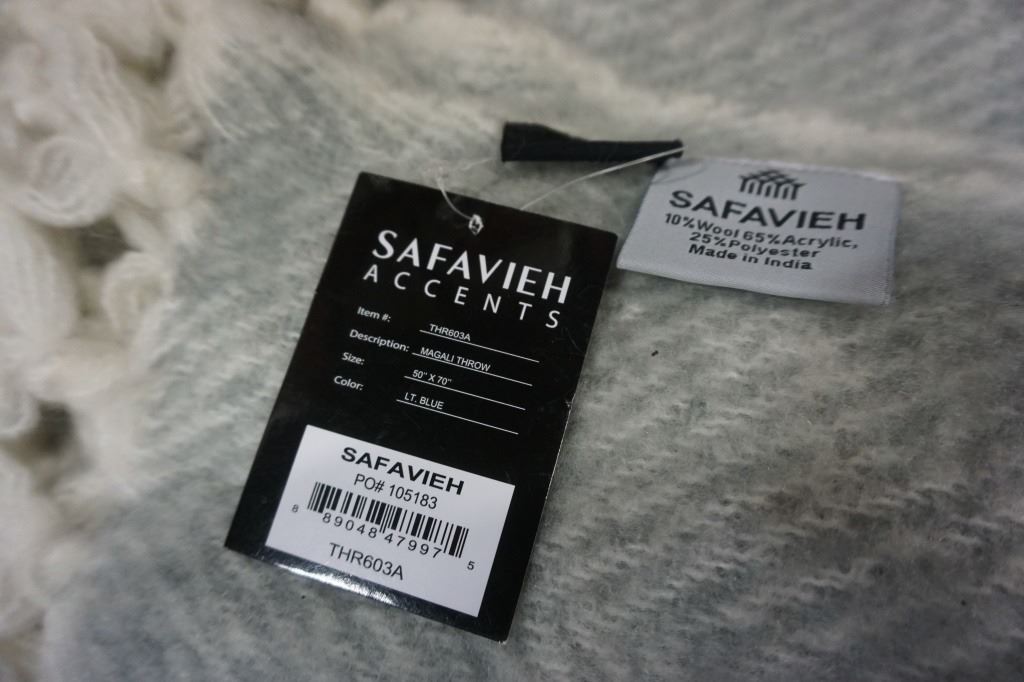 SAFAVIEH
ACCENTS
Item #: THR603A
Description: MAGALI THROW
Size: 50" X 70"
Color: LT. BLUE
SAFAVIEH
PO# 105183
8 89048 47997 5
THR603A
SAFAVIEH
10%Wool 65%Acrylic,
25%Polyester
Made in India